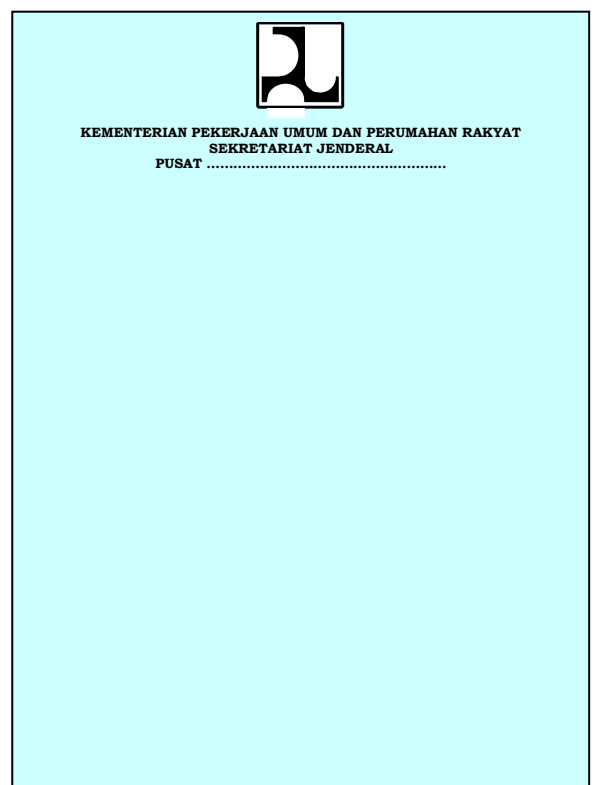 KEMENTERIAN PEKERJAAN UMUM DAN PERUMAHAN RAKYAT
SEKRETARIAT JENDERAL
PUSAT ......................................................